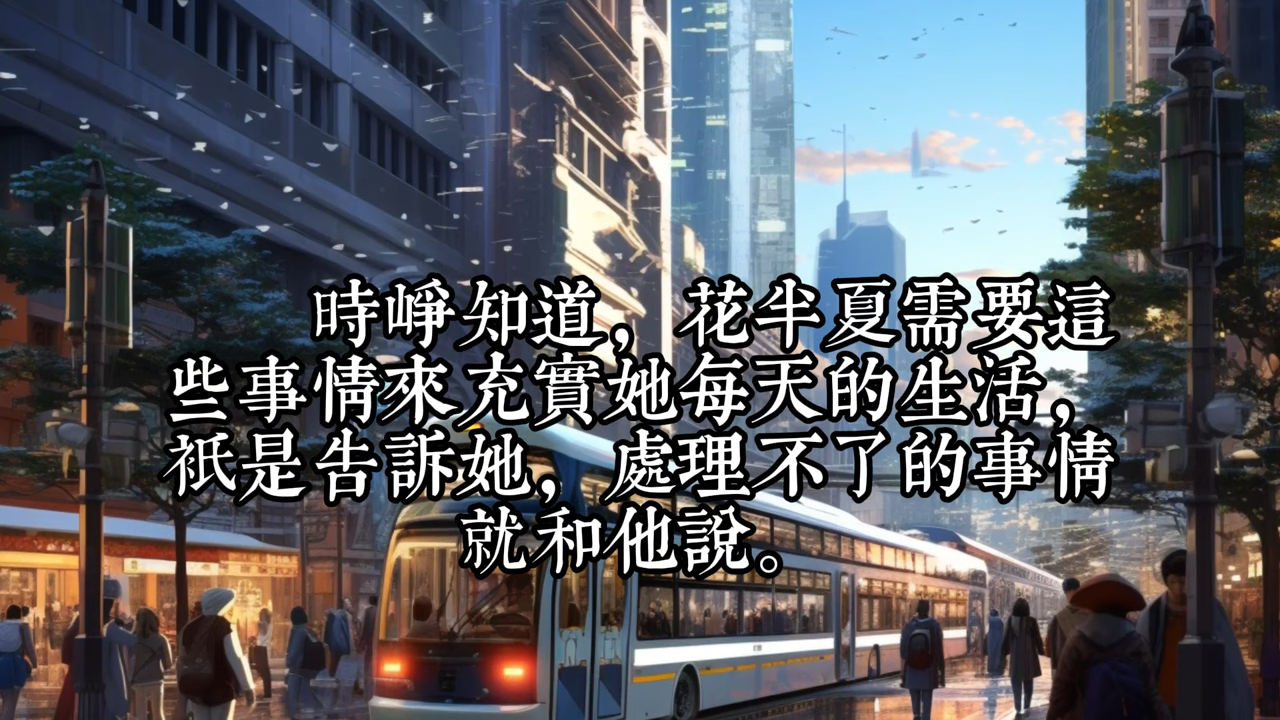 時崢知道，花半夏需要這
些事情來充實她每天的生活，
衹是告訴她，處理不了的事情
就和他說。